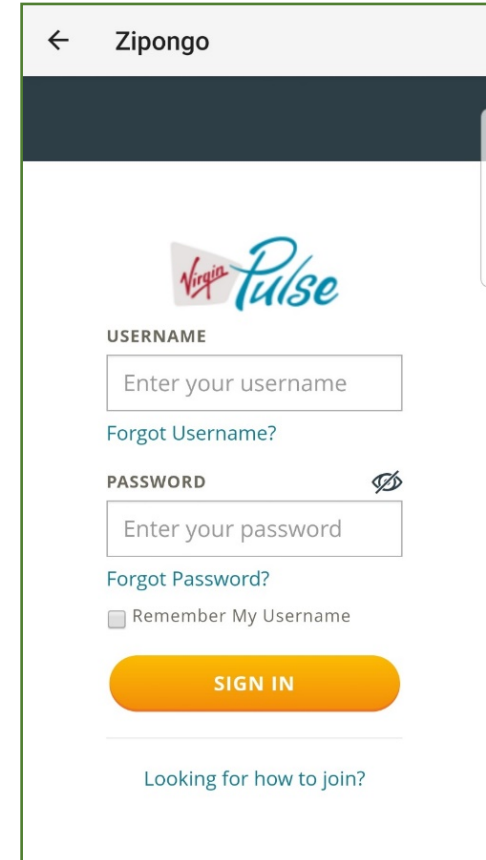 Zipongo
Virgin Pulse
USERNAME
Enter your username
Forgot Username?
PASSWORD
Enter your password
Forgot Password?
Remember My Username
SIGN IN
Looking for how to join?